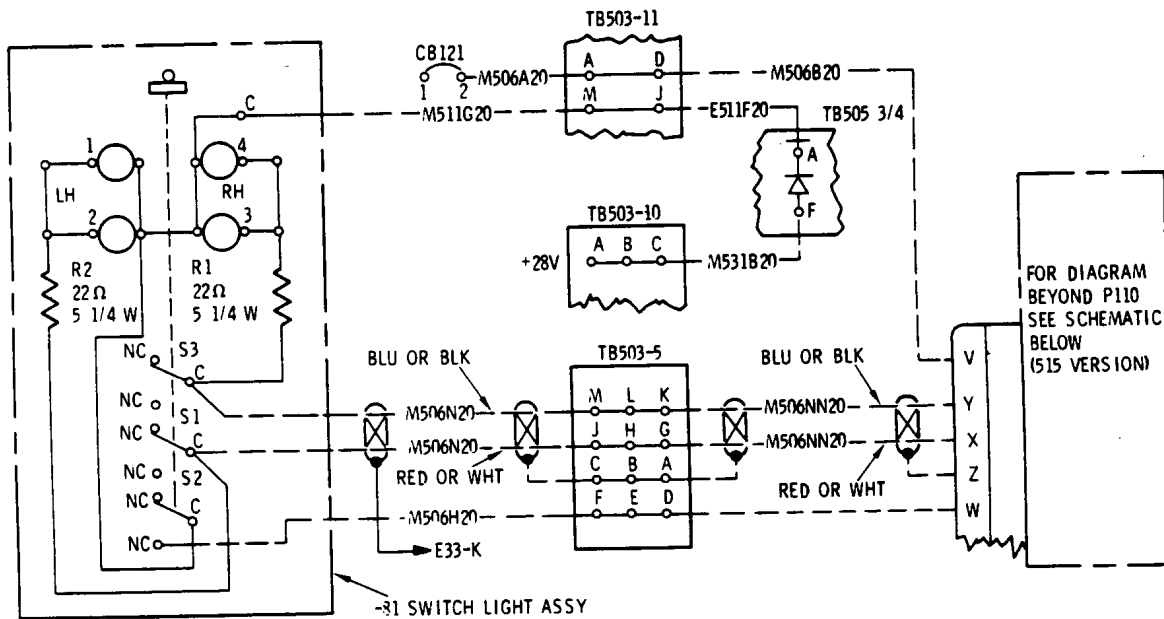 TB503-11
CB121
1 2
M506A20
A D
M506B20
M J
M511G20
E511F20
TB505 3/4
C
A
F
1
4
LH
RH
2
3
TB503-10
A B C
+28V
M531B20
R2
22Ω
5 1/4 W
R1
22Ω
5 1/4 W
FOR DIAGRAM
BEYOND P110
SEE SCHEMATIC
BELOW
(515 VERSION)
NC
S3
C
BLU OR BLK
TB503-5
BLU OR BLK
V
NC
S1
M506N20
M L K
M506NN20
Y
NC
C
M506N20
J H G
M506NN20
X
NC
S2
RED OR WHT
C B A
RED OR WHT
Z
NC
C
F E D
W
M506H20
NC
E33-K
-81 SWITCH LIGHT ASSY